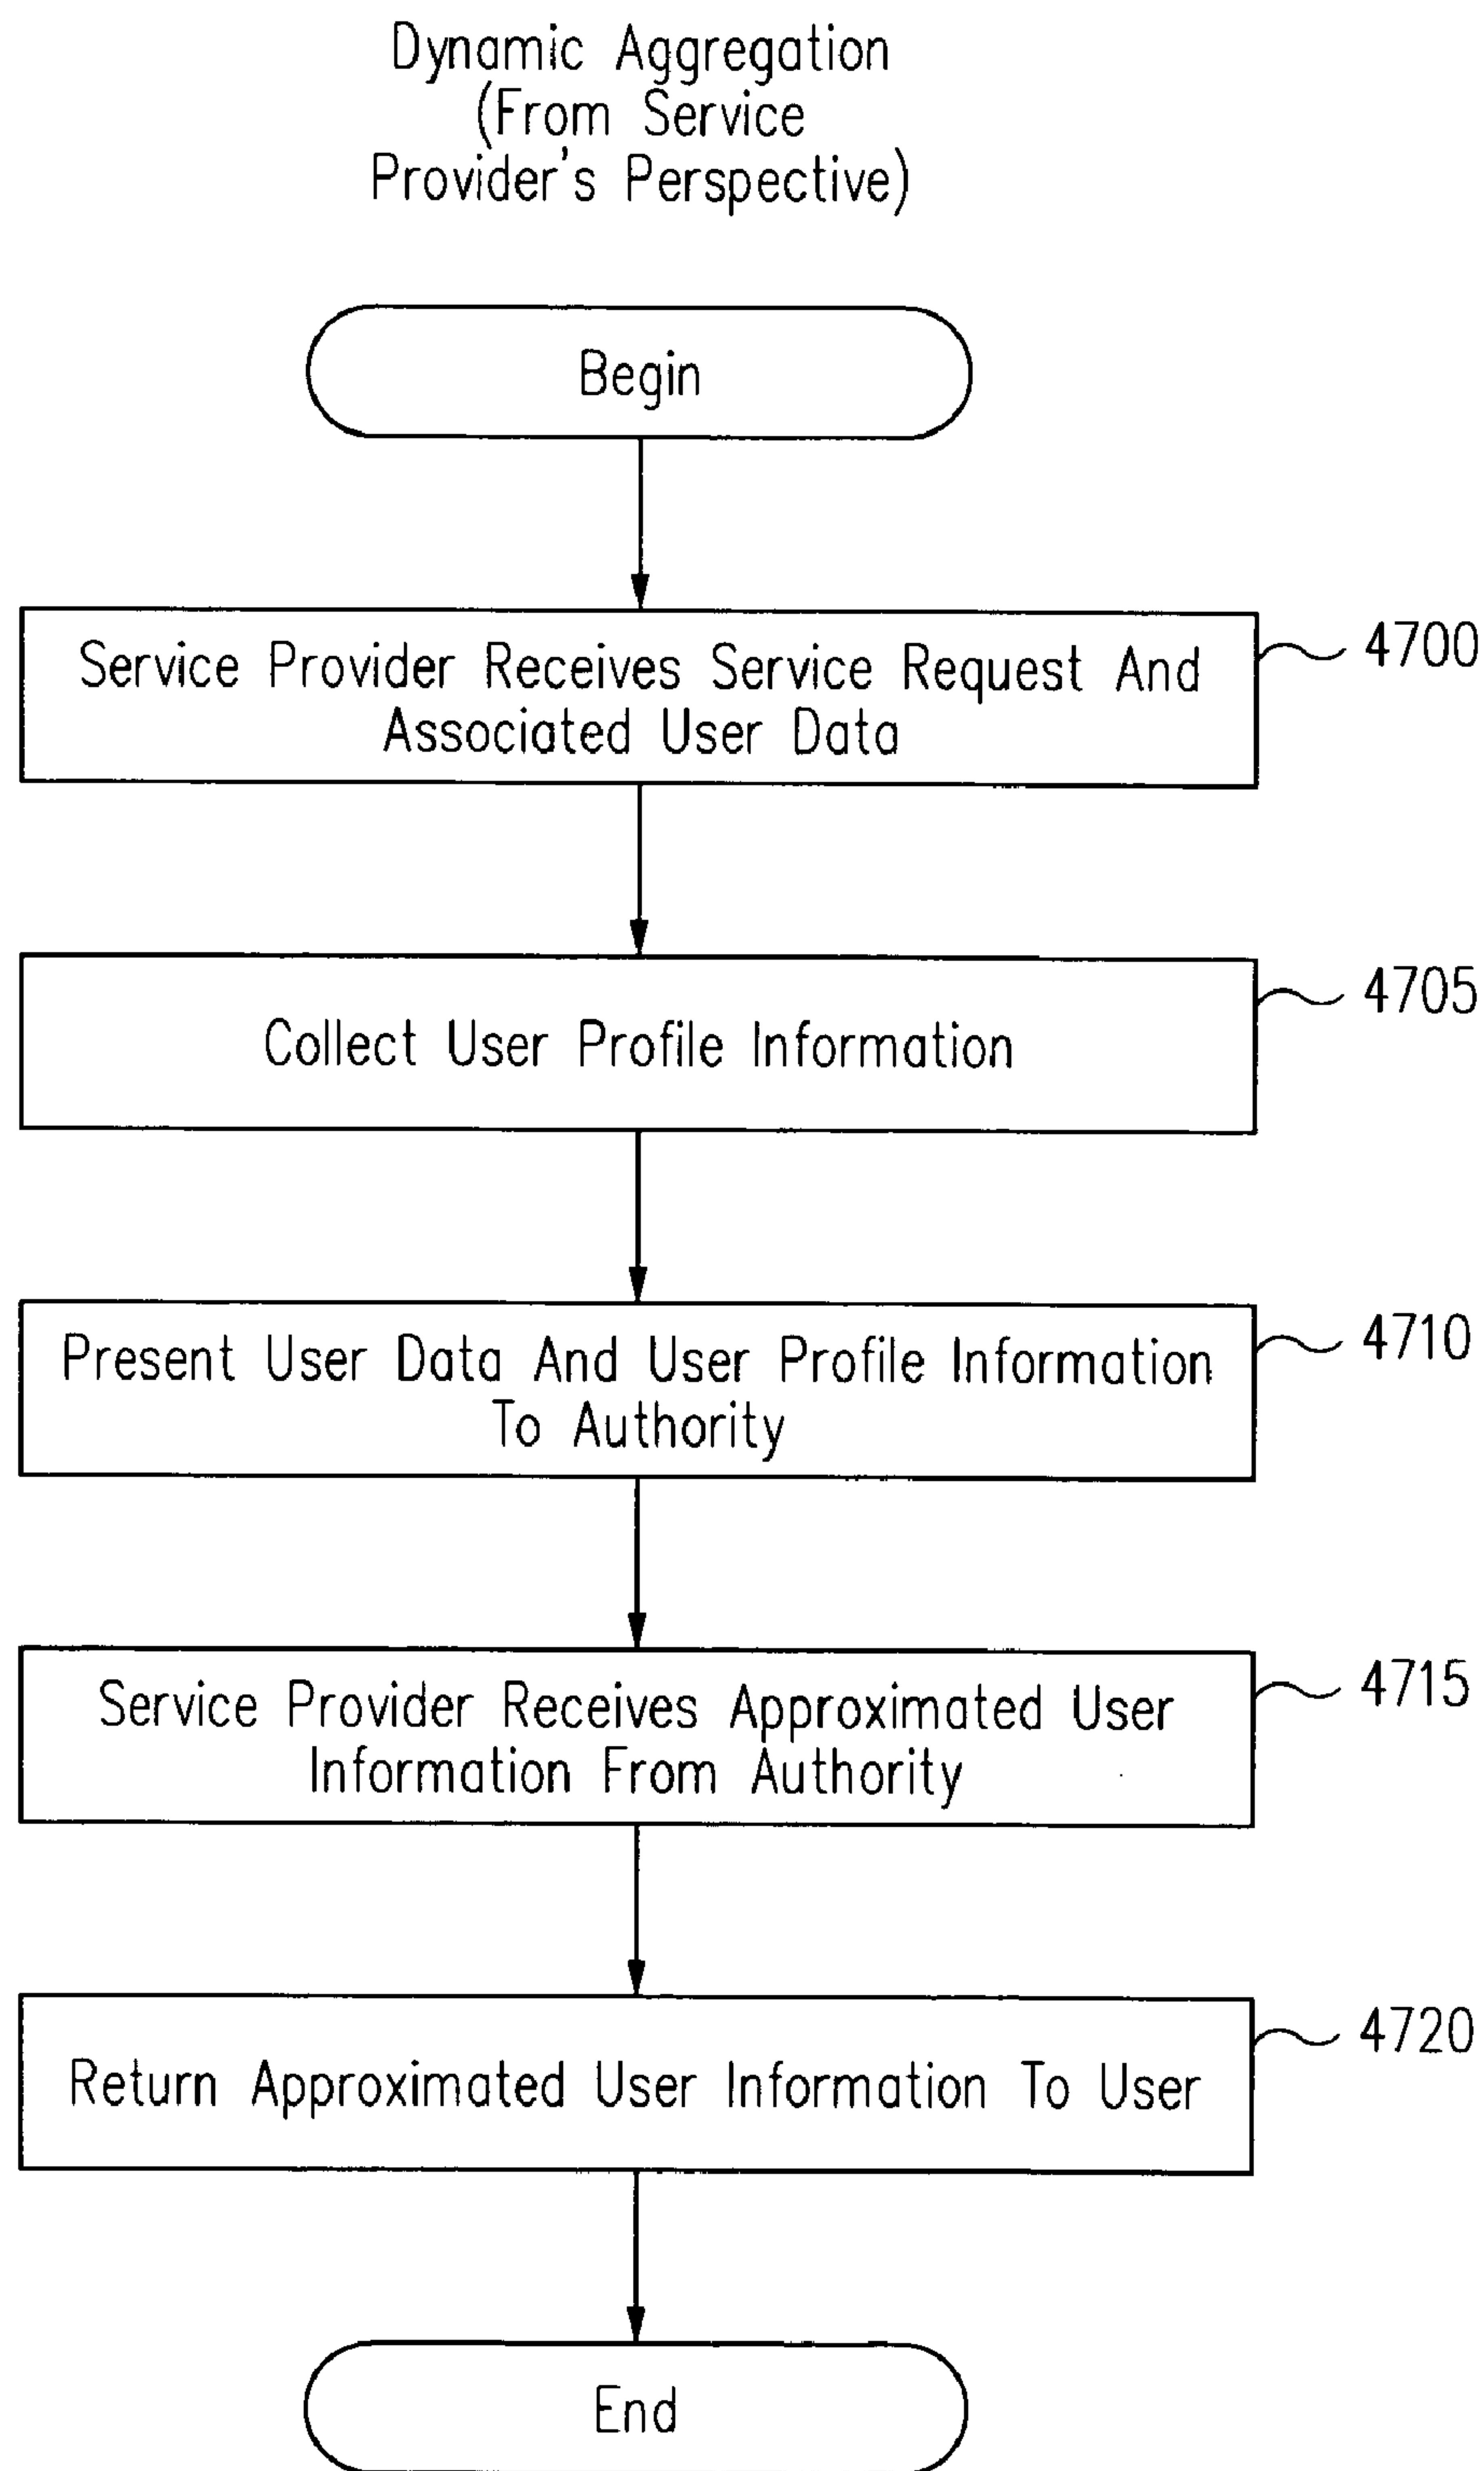 Dynamic Aggregation
(From Service
Provider's Perspective)
Begin
Service Provider Receives Service Request And
Associated User Data
4700
Collect User Profile Information
4705
Present User Data And User Profile Information
To Authority
4710
Service Provider Receives Approximated User
Information From Authority
4715
Return Approximated User Information To User
4720
End